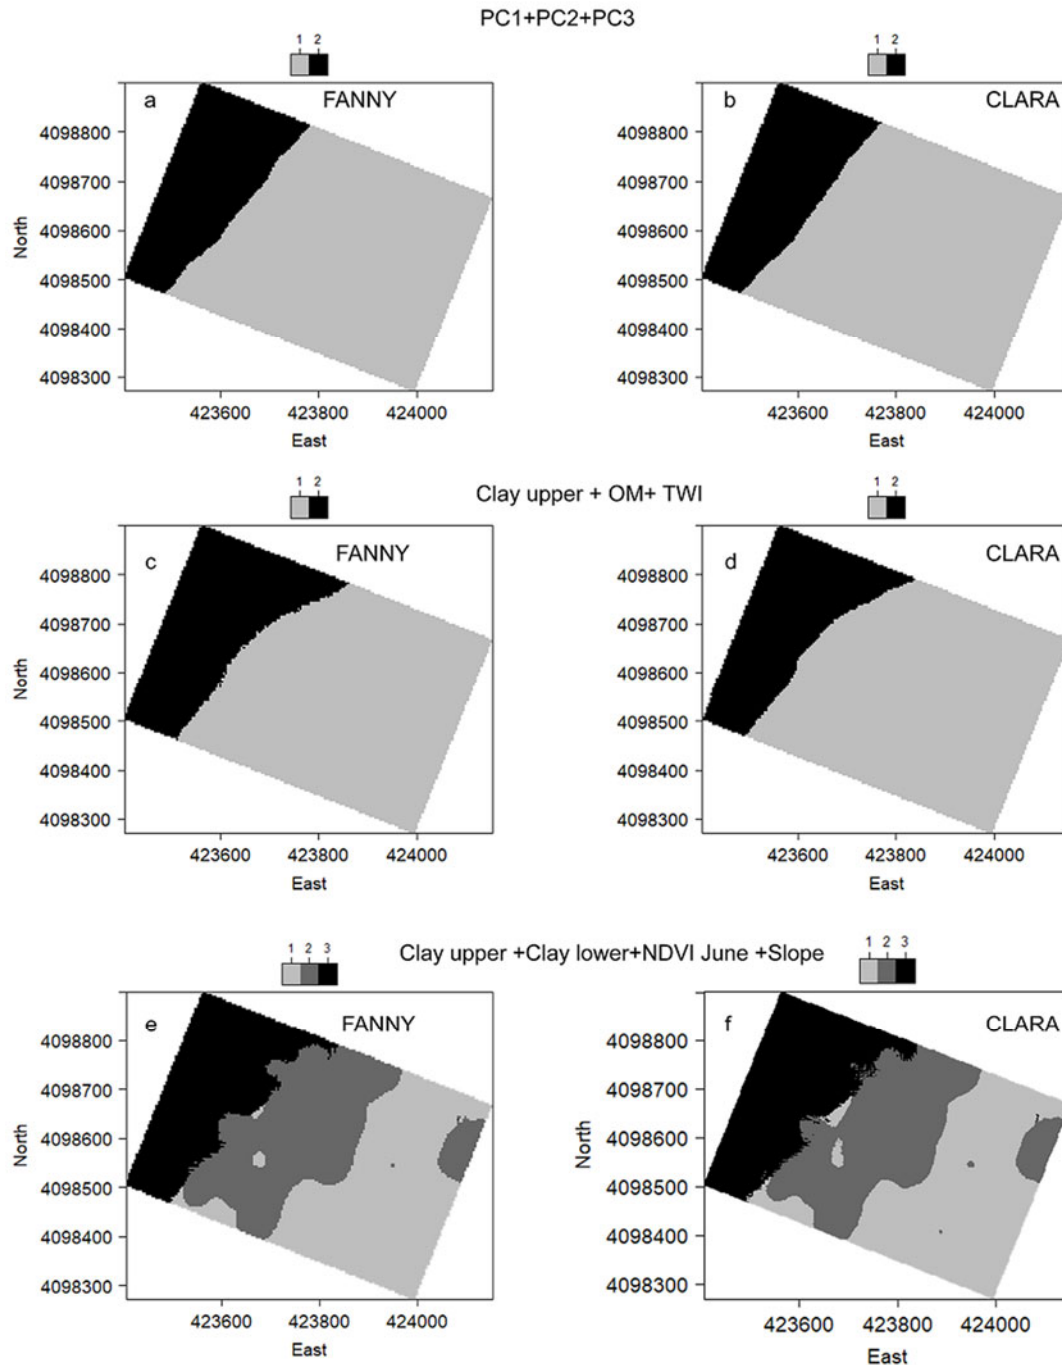 PC1+PC2+PC3
1 2
1 2
a FANNY
b CLARA
4098800
4098700
4098600
4098500
4098400
4098300
North
423600 423800 424000
East
4098800
4098700
4098600
4098500
4098400
4098300
North
423600 423800 424000
East
Clay upper + OM+ TWI
1 2
1 2
c FANNY
d CLARA
4098800
4098700
4098600
4098500
4098400
4098300
North
423600 423800 424000
East
4098800
4098700
4098600
4098500
4098400
4098300
North
423600 423800 424000
East
Clay upper +Clay lower+NDVI June +Slope
1 2 3
1 2 3
e FANNY
f CLARA
4098800
4098700
4098600
4098500
4098400
4098300
North
423600 423800 424000
East
4098800
4098700
4098600
4098500
4098400
4098300
North
423600 423800 424000
East